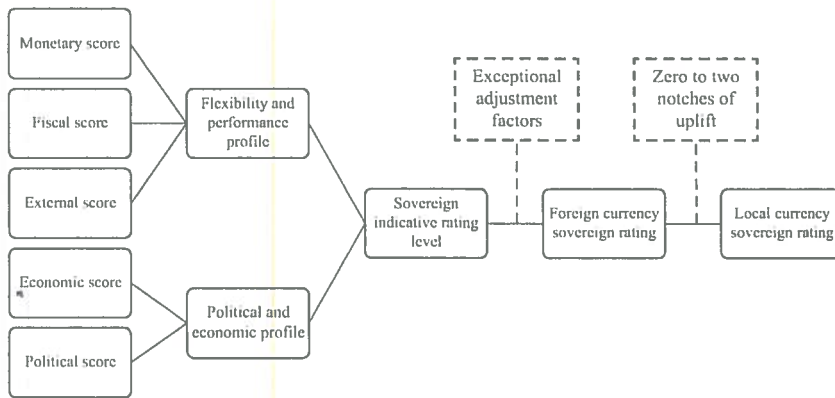 Monetary score
Fiscal score
External score
Economic score
Political score
Flexibility and
performance
profile
Political and
economic profile
Sovereign
indicative rating
level
Exceptional
adjustment
factors
Foreign currency
sovereign rating
Zero to two
notches of
uplift
Local currency
sovereign rating